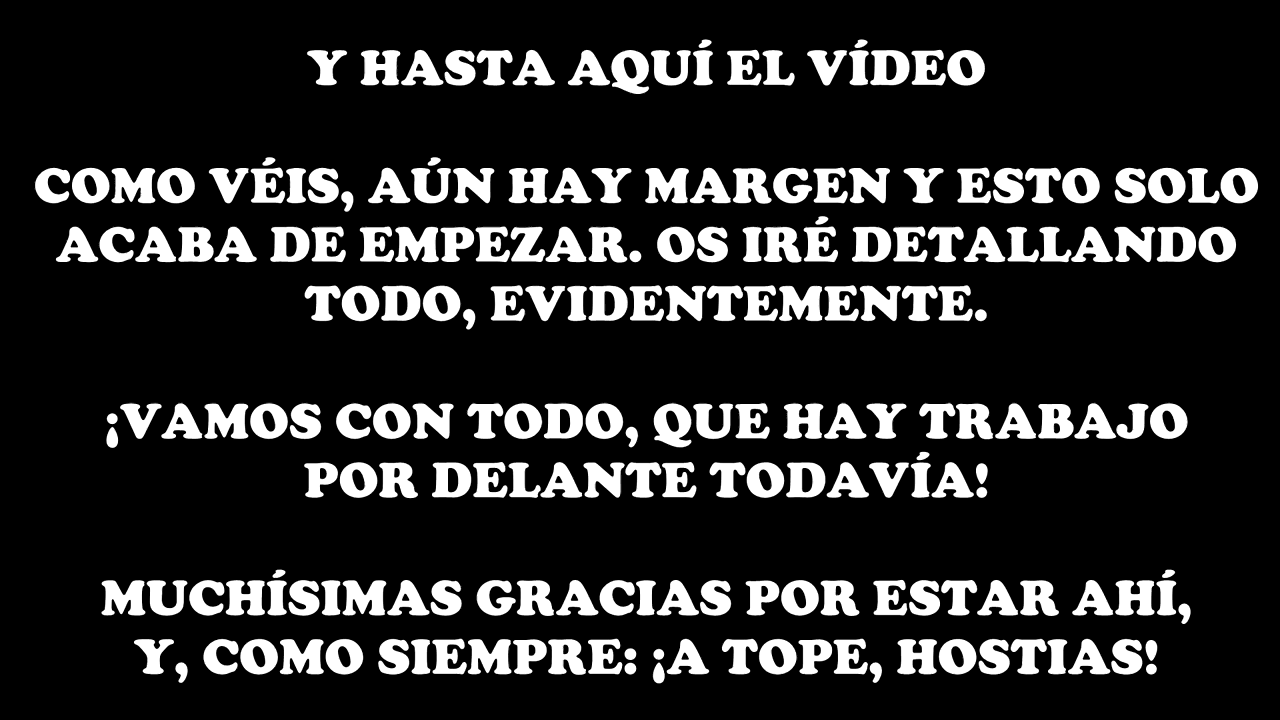 Y HASTA AQUÍ EL VÍDEO
COMO VÉIS, AÚN HAY MARGEN Y ESTO SOLO
ACABA DE EMPEZAR. OS IRÉ DETALLANDO
TODO, EVIDENTEMENTE.
¡VAMOS CON TODO, QUE HAY TRABAJO
POR DELANTE TODAVÍA!
MUCHÍSIMAS GRACIAS POR ESTAR AHÍ,
Y, COMO SIEMPRE: ¡A TOPE, HOSTIAS!